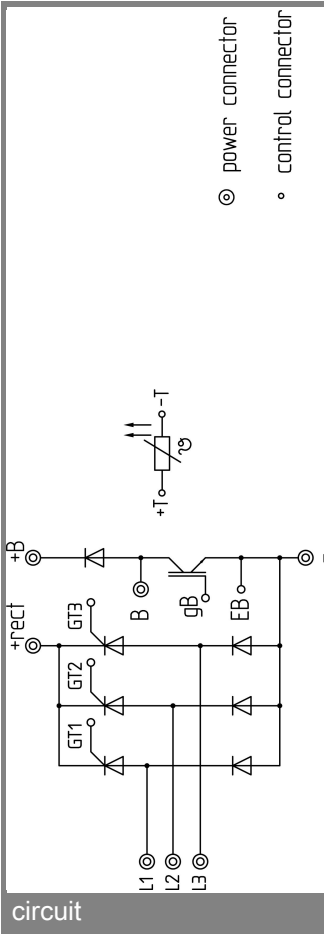 +rect
+B
GT1
GT2
GT3
B
gB
EB
L1
L2
L3
+T
-T
power connector
control connector
circuit